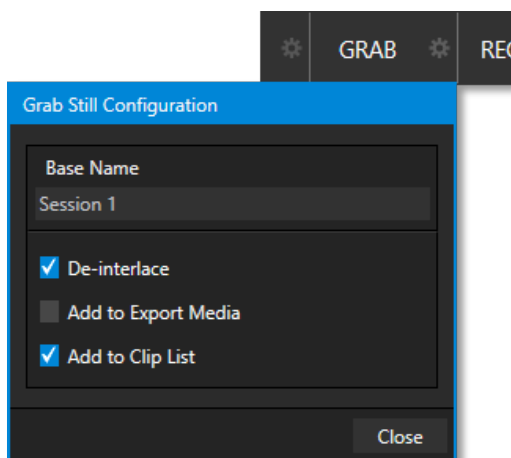 GRAB
Grab Still Configuration
Base Name
Session 1
De-interlace
Add to Export Media
Add to Clip List
Close